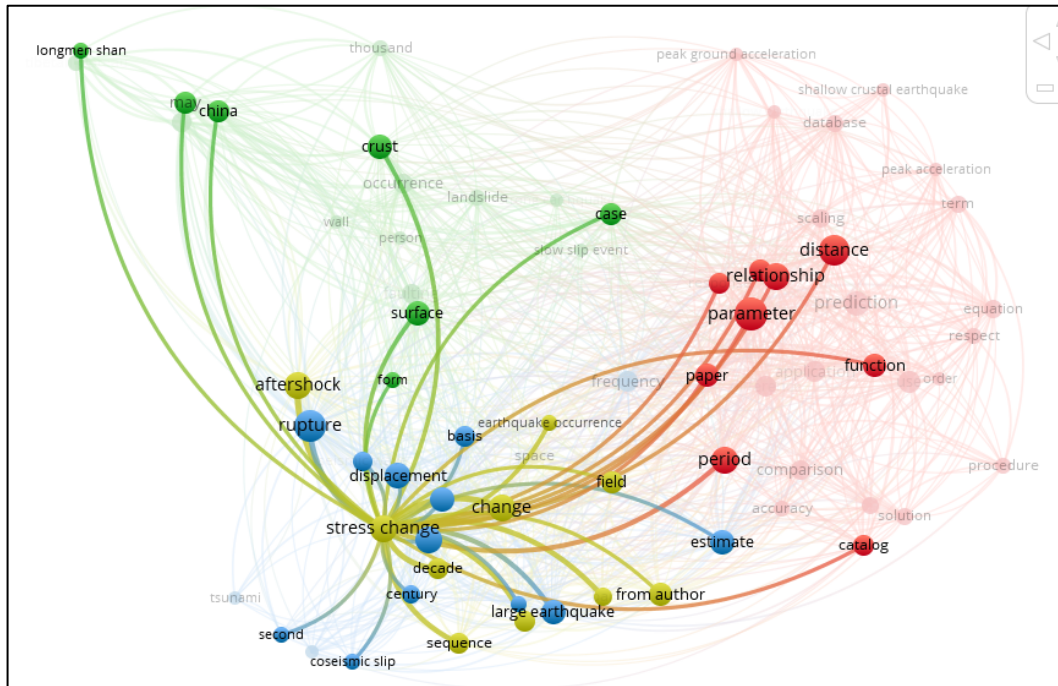 longmen shan
thousand
peak ground acceleration
shallow crustal earthquake
may
china
database
crust
peak acceleration
occurrence
landslide
term
case
scaling
wall
person
slow slip event
distance
relationship
prediction
surface
parameter
equation
respect
function
form
paper
frequency
order
aftershock
earthquake occurrence
rupture
basis
space
period
comparison
procedure
displacement
field
change
accuracy
solution
stress change
estimate
catalog
decade
century
from author
tsunami
large earthquake
second
sequence
coseismic slip